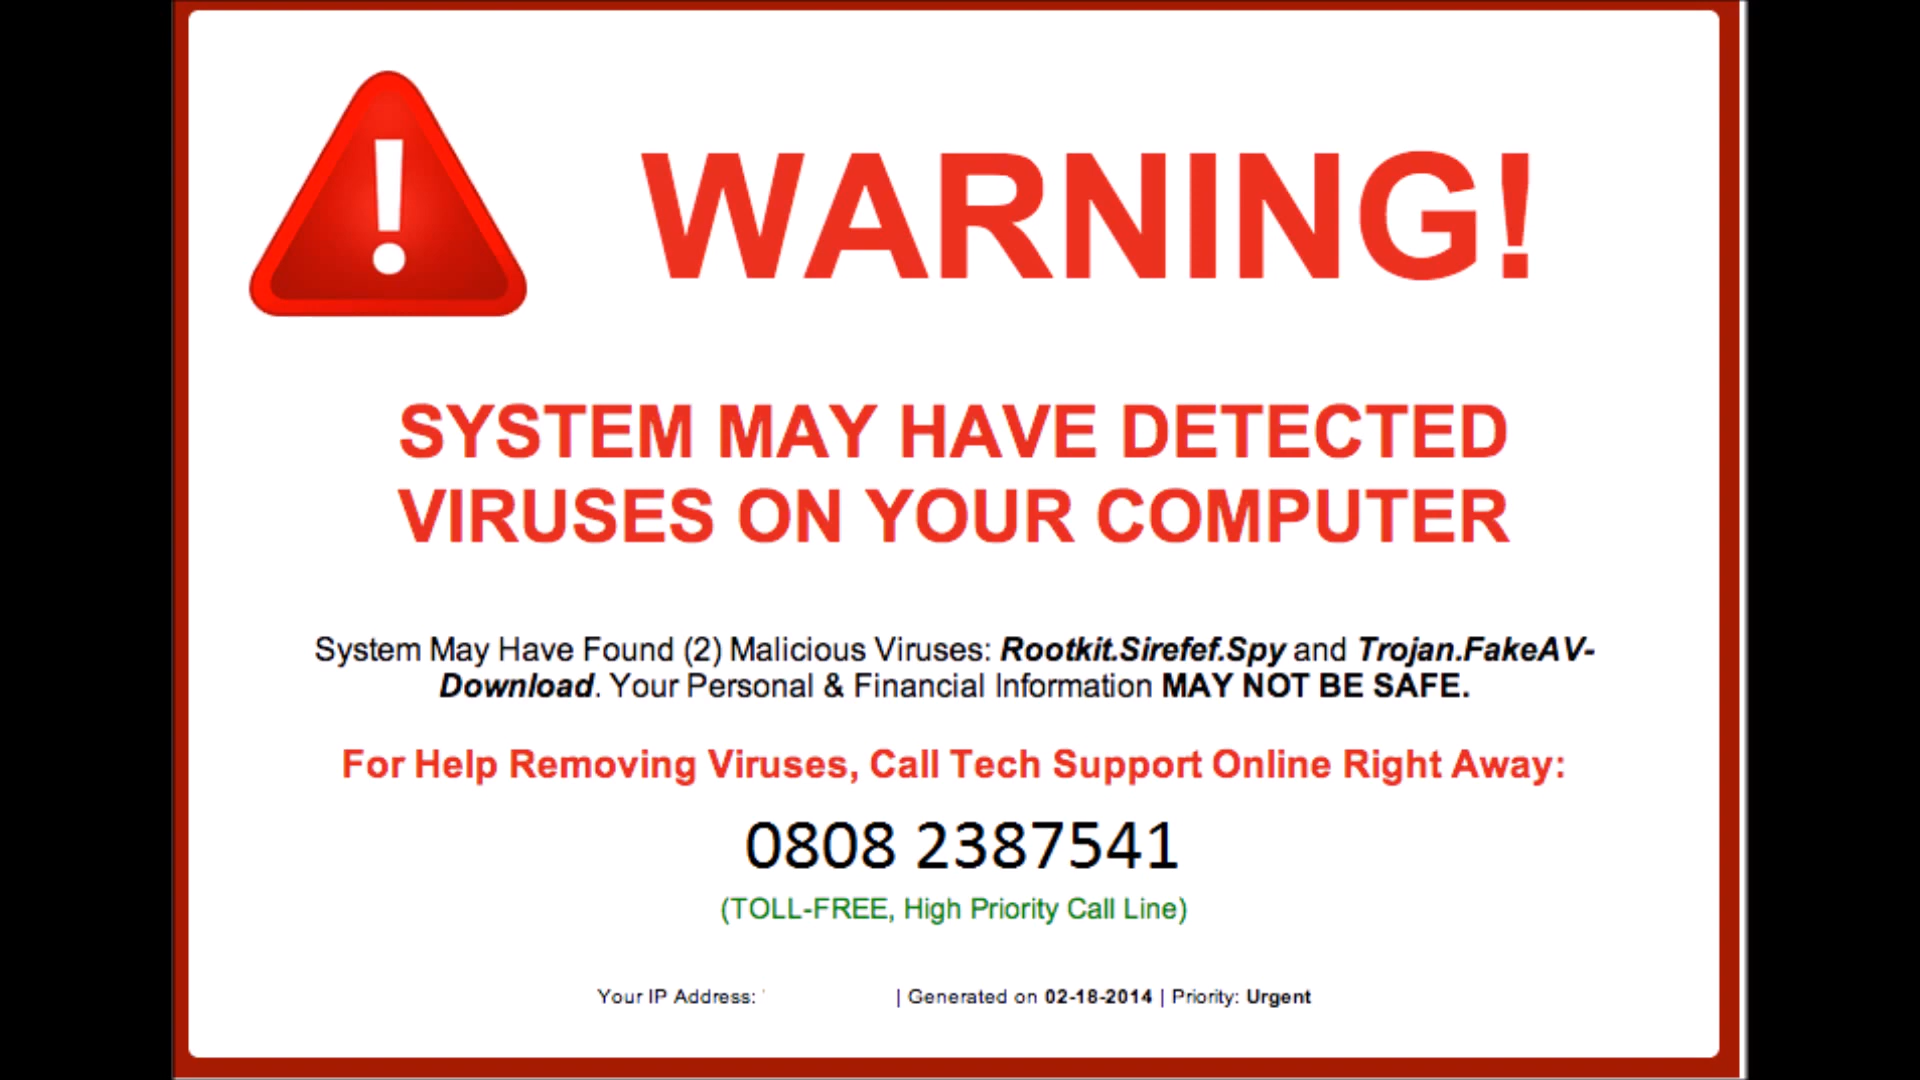 WARNING!
SYSTEM MAY HAVE DETECTED
VIRUSES ON YOUR COMPUTER
System May Have Found (2) Malicious Viruses: Rootkit.Sirefef.Spy and Trojan.FakeAV-
Download. Your Personal & Financial Information MAY NOT BE SAFE.
For Help Removing Viruses, Call Tech Support Online Right Away:
0808 2387541
(TOLL-FREE, High Priority Call Line)
Your IP Address: | Generated on 02-18-2014 | Priority: Urgent